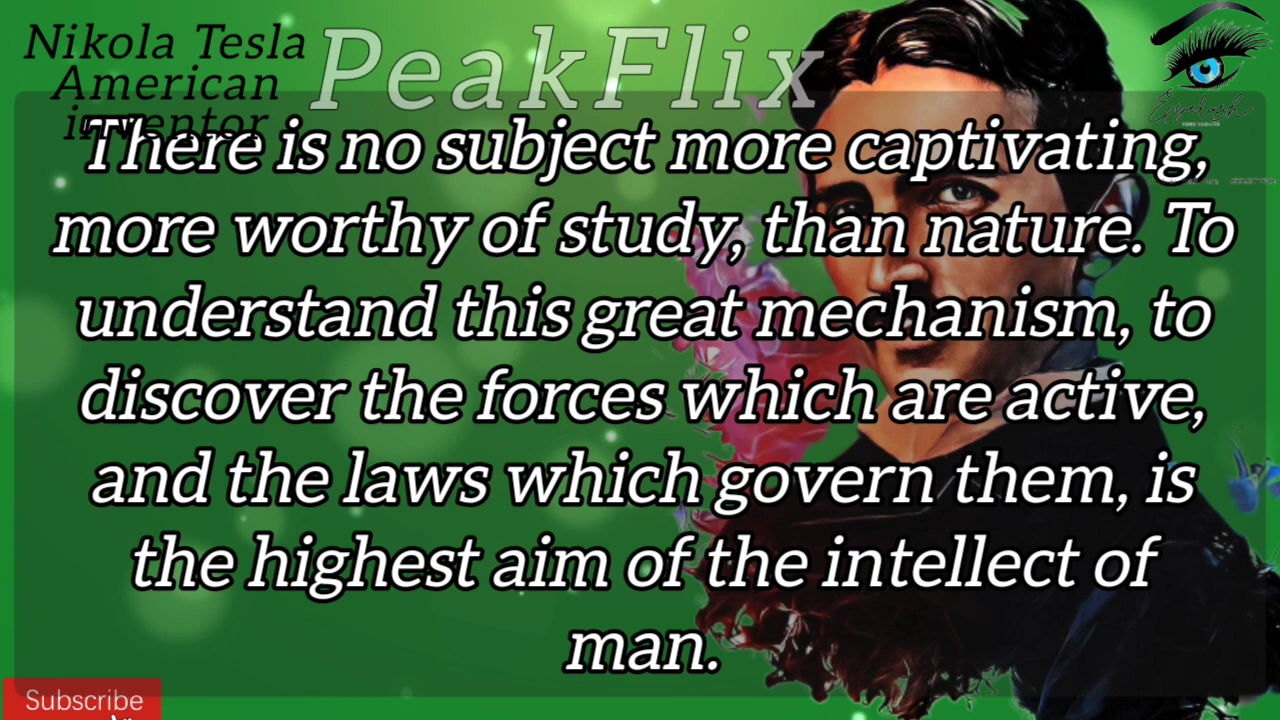 Nikola Tesla
American
inventor
PeakFlix
Eyelash
"There is no subject more captivating,
more worthy of study, than nature. To
understand this great mechanism, to
discover the forces which are active,
and the laws which govern them, is
the highest aim of the intellect of
man.
Subscribe